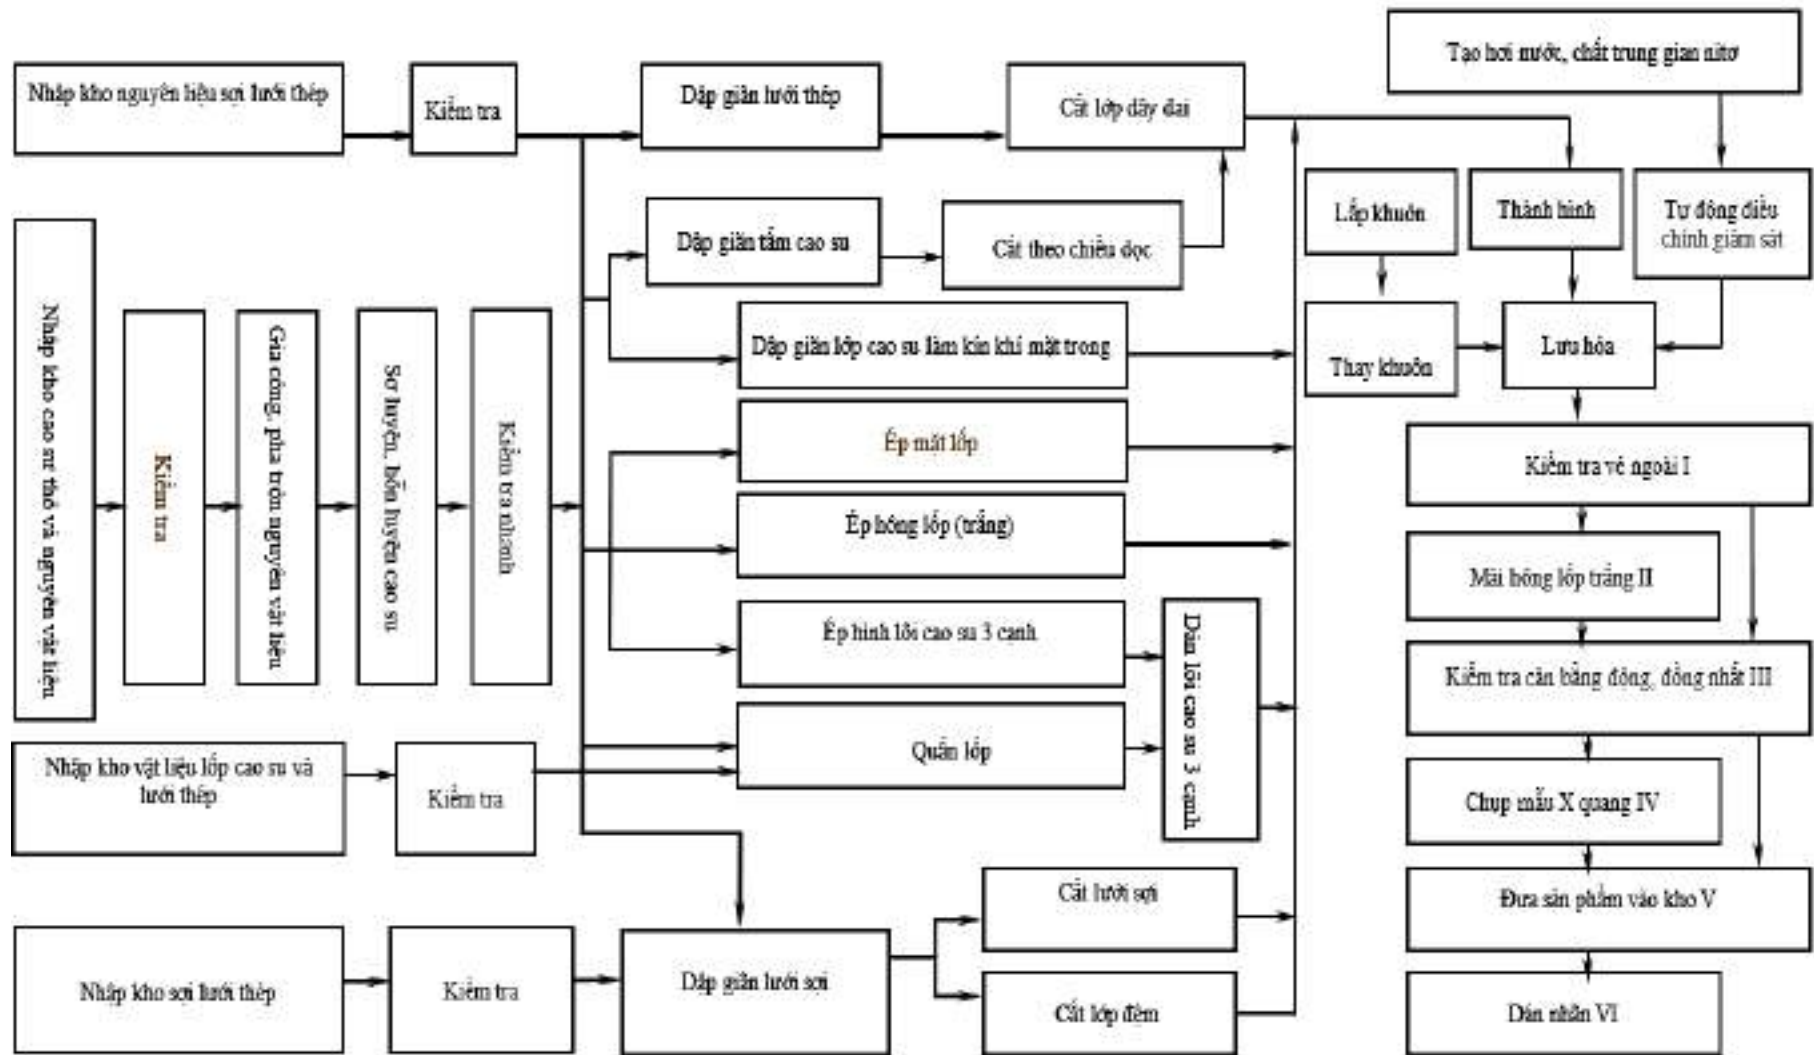 Nhập kho nguyên liệu sợi lưới thép
Kiểm tra
Dập giãn lưới thép
Cắt lớp dây đai
Tạo hơi nước, chất trung gian nitơ
Dập giãn tấm cao su
Cắt theo chiều dọc
Lắp khuôn
Thành hình
Tự động điều
chỉnh giám sát
Nhập kho cao su thô và nguyên vật liệu
Kiểm tra
Gia công, pha trộn nguyên vật liệu
Sơ luyện, hỗn luyện cao su
Kiểm tra nhanh
Dập giãn lớp cao su làm kín khí mặt trong
Thay khuôn
Lưu hóa
Ép mặt lốp
Kiểm tra vẻ ngoài I
Ép hông lốp (trắng)
Mài hông lốp trắng II
Ép hình lõi cao su 3 cạnh
Dán lõi cao su 3 cạnh
Kiểm tra cân bằng động, đồng nhất III
Nhập kho vật liệu lốp cao su và
lưới thép
Kiểm tra
Quấn lốp
Chụp mẫu X quang IV
Cắt lưới sợi
Đưa sản phẩm vào kho V
Nhập kho sợi lưới thép
Kiểm tra
Dập giãn lưới sợi
Cắt lớp đệm
Dán nhãn VI